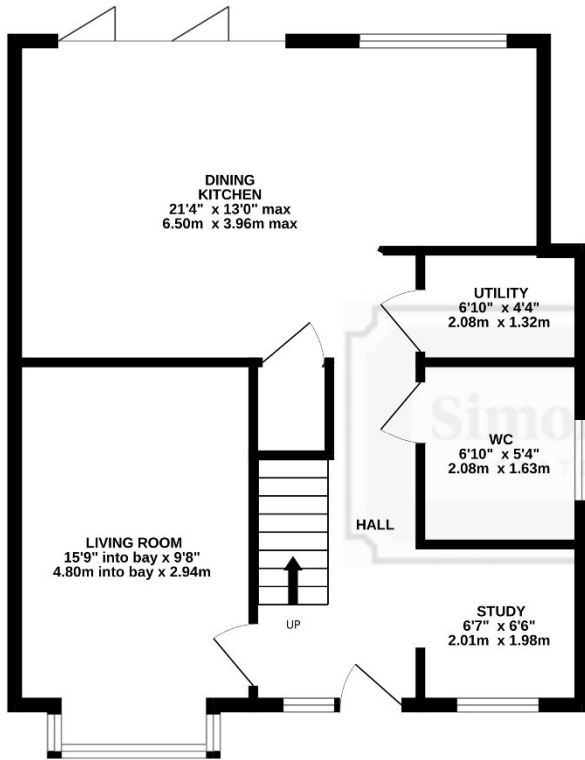 DINING
KITCHEN
21'4" x 13'0" max
6.50m x 3.96m max
UTILITY
6'10" x 4'4"
2.08m x 1.32m
WC
6'10" x 5'4"
2.08m x 1.63m
HALL
LIVING ROOM
15'9" into bay x 9'8"
4.80m into bay x 2.94m
UP
STUDY
6'7" x 6'6"
2.01m x 1.98m